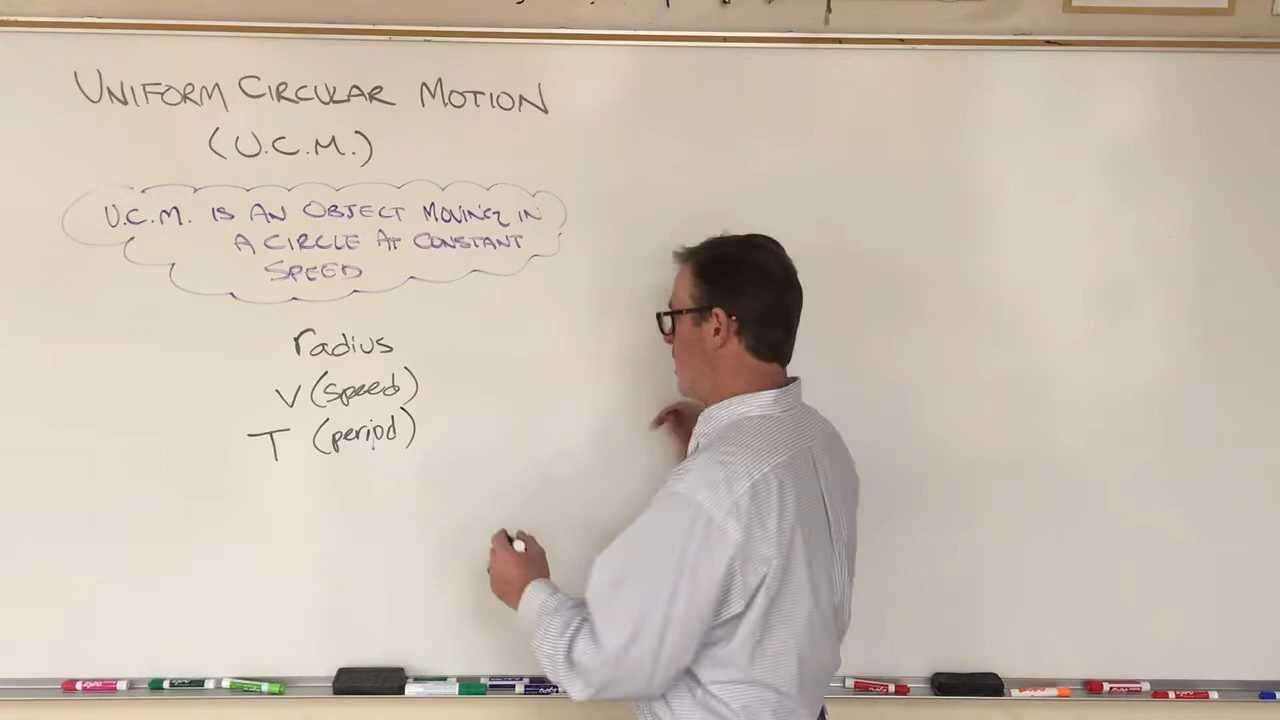 UNIFORM CIRCULAR MOTION
(U.C.M.)
U.C.M. IS AN OBJECT MOVING IN
A CIRCLE AT CONSTANT
SPEED
radius
V (speed)
T (period)